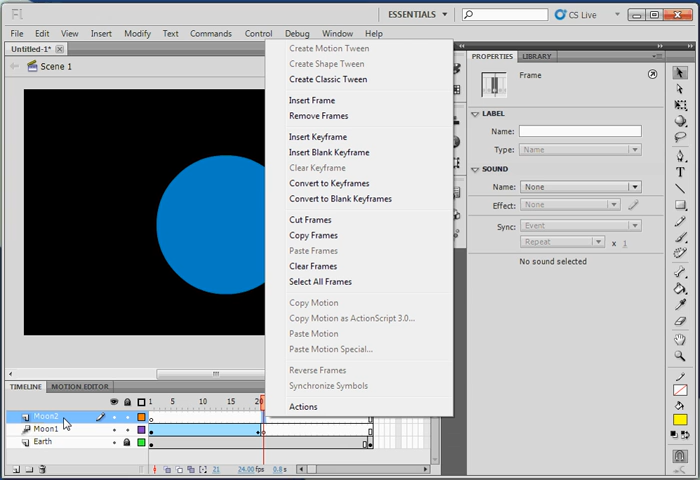 Fl
ESSENTIALS
CS Live
File Edit View Insert Modify Text Commands Control Debug Window Help
Untitled-1*
Scene 1
Create Motion Tween
Create Shape Tween
Create Classic Tween
Insert Frame
Remove Frames
Insert Keyframe
Insert Blank Keyframe
Clear Keyframe
Convert to Keyframes
Convert to Blank Keyframes
Cut Frames
Copy Frames
Paste Frames
Clear Frames
Select All Frames
Copy Motion
Copy Motion as ActionScript 3.0...
Paste Motion
Paste Motion Special...
Reverse Frames
Synchronize Symbols
Actions
PROPERTIES LIBRARY
Frame
LABEL
Name:
Type: Name
SOUND
Name: None
Effect: None
Sync: Event
Repeat x 1
No sound selected
TIMELINE MOTION EDITOR
1 5 10 15 20
Moon2
Moon1
Earth
21 24.00fps 0.8s